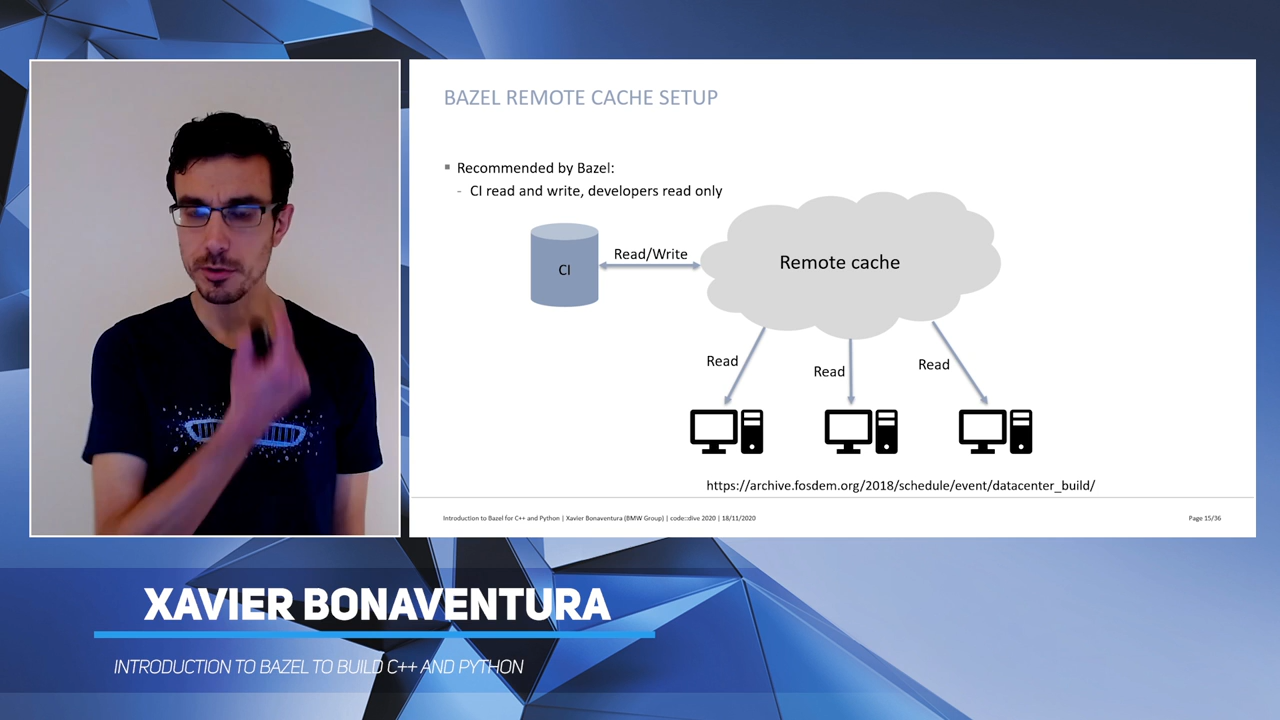 BAZEL REMOTE CACHE SETUP
Recommended by Bazel:
- CI read and write, developers read only
CI
Read/Write
Remote cache
Read
Read
Read
https://archive.fosdem.org/2018/schedule/event/datacenter_build/
Introduction to Bazel for C++ and Python | Xavier Bonaventura (BMW Group) | code::dive 2020 | 18/11/2020
Page 15/36
XAVIER BONAVENTURA
INTRODUCTION TO BAZEL TO BUILD C++ AND PYTHON